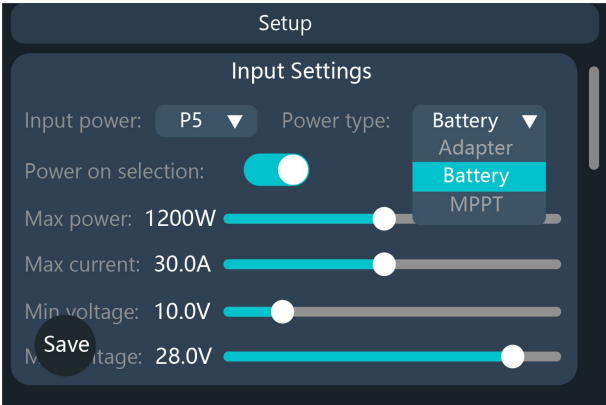 Setup
Input Settings
Input power: P5 ▼ Power type: Battery ▼
Adapter
Power on selection:
Battery
MPPT
Max power: 1200W
Max current: 30.0A
Min voltage: 10.0V
Save
tage: 28.0V